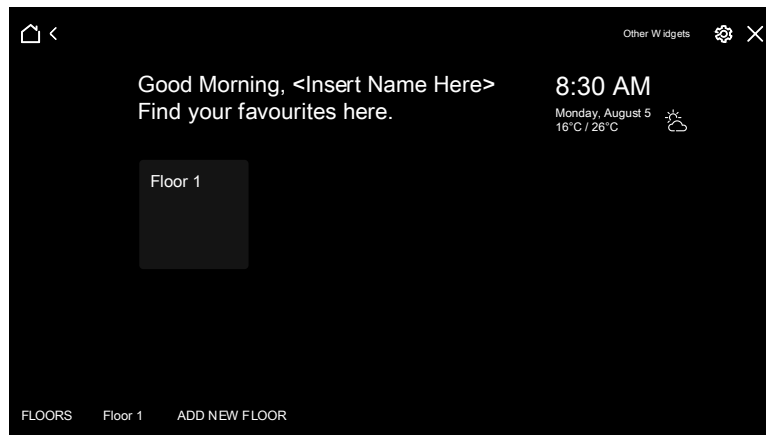 Other Widgets
Good Morning, <Insert Name Here>
Find your favourites here.
8:30 AM
Monday, August 5
16°C / 26°C
Floor 1
FLOORS Floor 1 ADD NEW FLOOR